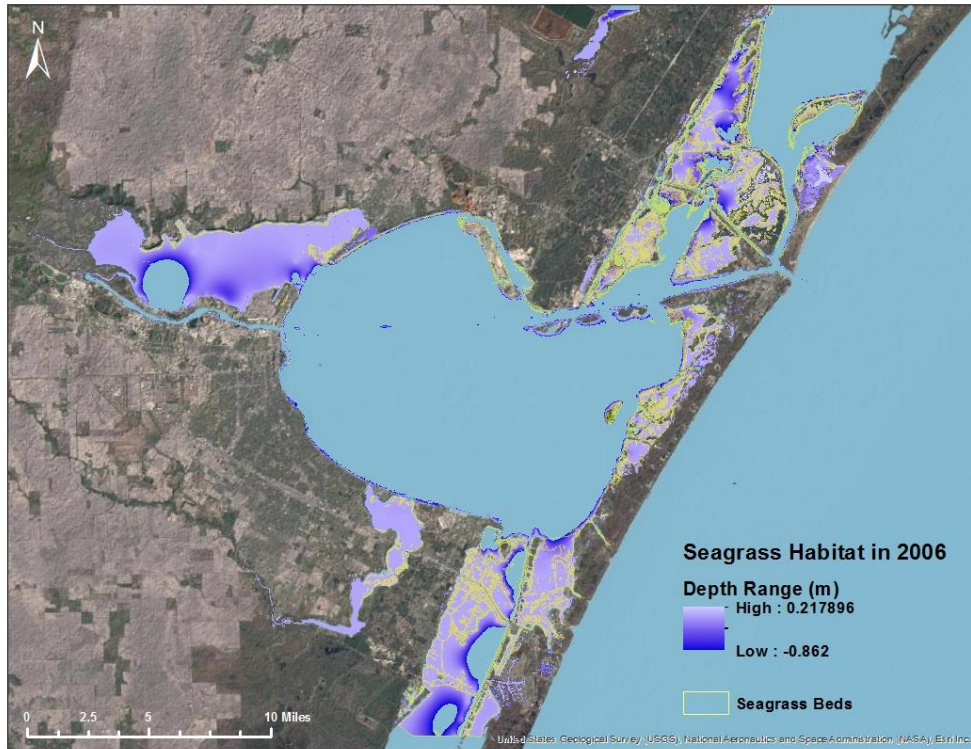 N
Seagrass Habitat in 2006
Depth Range (m)
High : 0.217896
Low : -0.862
Seagrass Beds
0 2.5 5 10 Miles
United States Geological Survey (USGS), National Aeronautics and Space Administration (NASA), Esri Inc